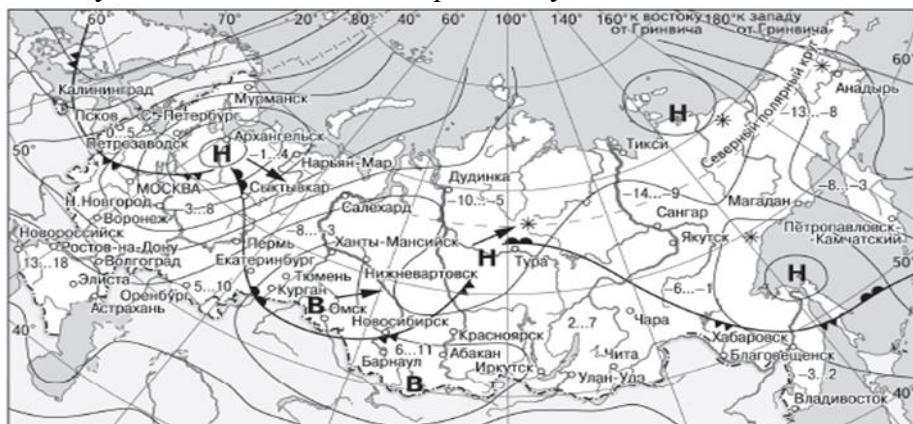 60° 70° 80° 100° 120° 140° 160° к востоку 180° к западу
от Гринвича от Гринвича
60°
Калининград
Мурманск
Псков С.-Петербург
0...5
Петрозаводск
Архангельск
Н
-1...4
Нарьян-Мар
50°
МОСКВА
Сыктывкар
Н.Новгород
3...8
Воронеж
Салехард
8...-3
Новороссийск
Ростов-на-Дону
Волгоград
13...18
Элиста
Астрахань
Оренбург
5...10
Пермь
Екатеринбург
Ханты-Мансийск
Нижневартовск
Тюмень
Курган
В
Омск
Новосибирск
Барнаул
6...11
В
Абакан
Красноярск
Иркутск
Дудинка
-10...-5
Н
Тура
2...7
Чара
Чита
Улан-Удэ
Тикси
Н
Северный полярный круг
-14...-9
Сангар
Якутск
-6...-1
-13...-8
Анадырь
-8...-3
Магадан
Петропавловск-
Камчатский
50°
Н
Хабаровск
Благовещенск
-3...2
Владивосток
40°
40° 60° 80° 100° 120° 140°